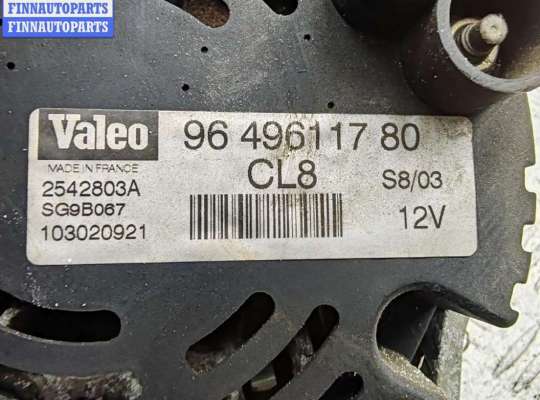 FINNAUTOPARTS
FINNAUTOPARTS
Valeo
96 496117 80
MADE IN FRANCE
CL8
S8/03
2542803A
SG9B067
12V
103020921